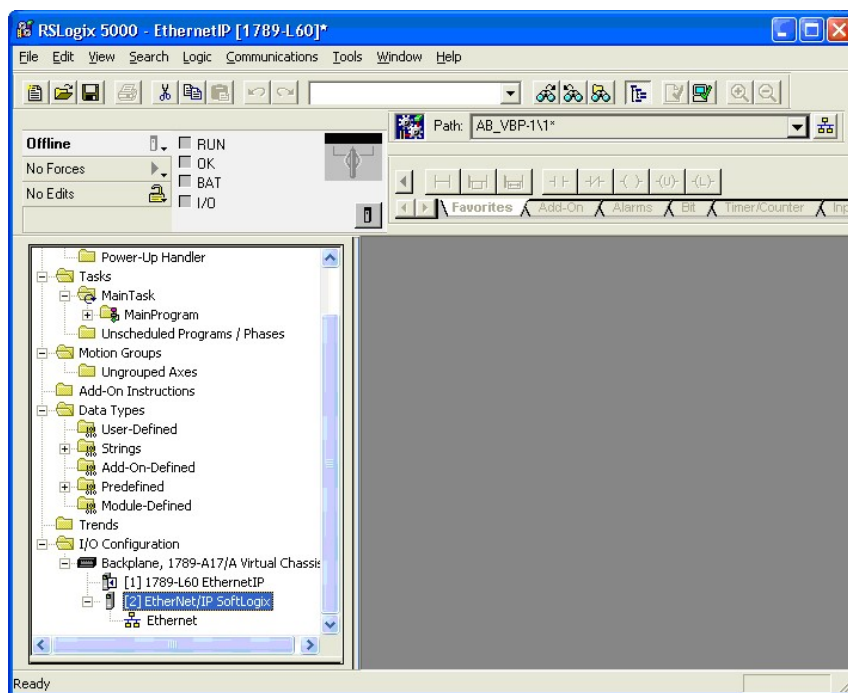 RSLogix 5000 - EthernetIP [1789-L60]*
File Edit View Search Logic Communications Tools Window Help
Path: AB_VBP-1\1*
Offline
RUN
No Forces
OK
No Edits
BAT
I/O
Favorites Add-On Alarms Bit Timer/Counter Inp
Power-Up Handler
Tasks
MainTask
MainProgram
Unscheduled Programs / Phases
Motion Groups
Ungrouped Axes
Add-On Instructions
Data Types
User-Defined
Strings
Add-On-Defined
Predefined
Module-Defined
Trends
I/O Configuration
Backplane, 1789-A17/A Virtual Chassis
[1] 1789-L60 EthernetIP
[2] EtherNet/IP SoftLogix
Ethernet
Ready